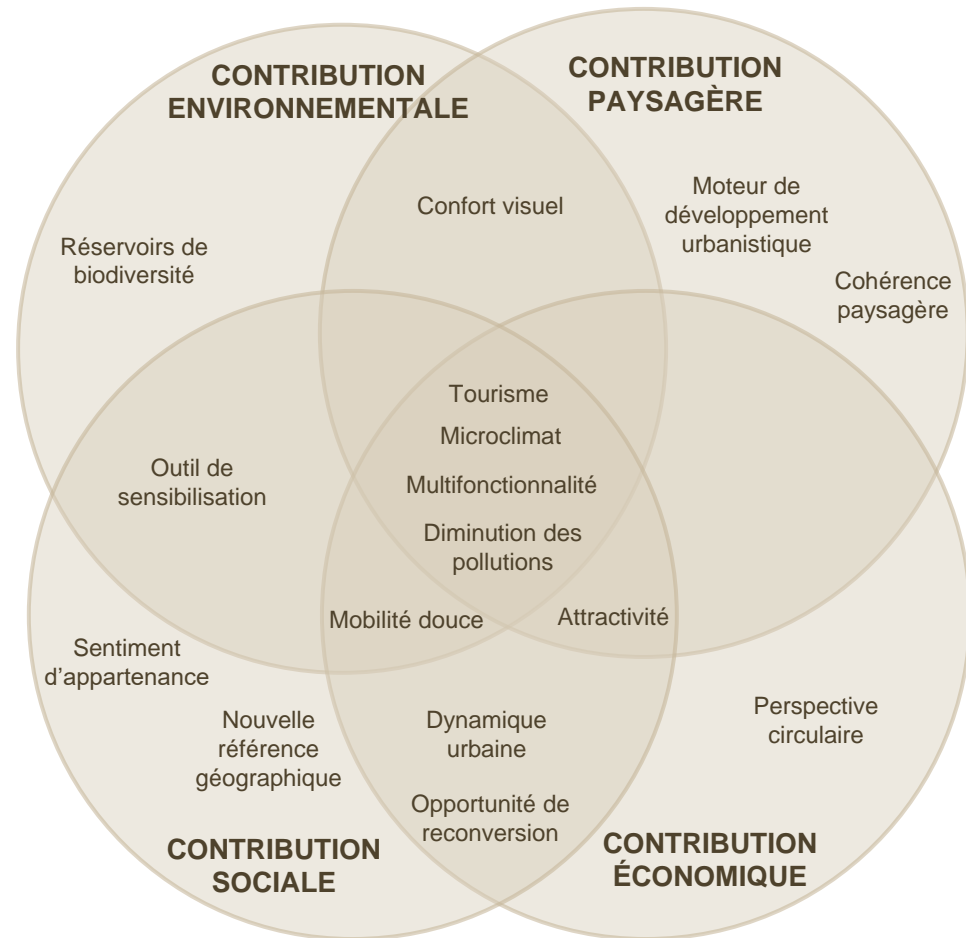 CONTRIBUTION
ENVIRONNEMENTALE
CONTRIBUTION
PAYSAGÈRE
Confort visuel
Moteur de
développement
urbanistique
Réservoirs de
biodiversité
Cohérence
paysagère
Tourisme
Microclimat
Outil de
sensibilisation
Multifonctionnalité
Diminution des
pollutions
Mobilité douce
Attractivité
Sentiment
d’appartenance
Nouvelle
référence
géographique
Dynamique
urbaine
Perspective
circulaire
Opportunité de
reconversion
CONTRIBUTION
SOCIALE
CONTRIBUTION
ÉCONOMIQUE